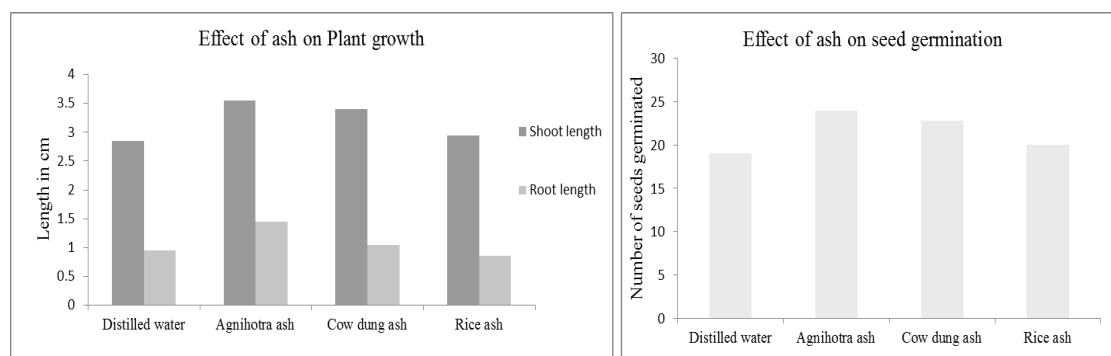 Effect of ash on Plant growth
Length in cm
4
3.5
3
2.5
2
1.5
1
0.5
0
Distilled water
Agnihotra ash
Cow dung ash
Rice ash
Shoot length
Root length
Effect of ash on seed germination
Number of seeds germinated
30
25
20
15
10
5
0
Distilled water
Agnihotra ash
Cow dung ash
Rice ash